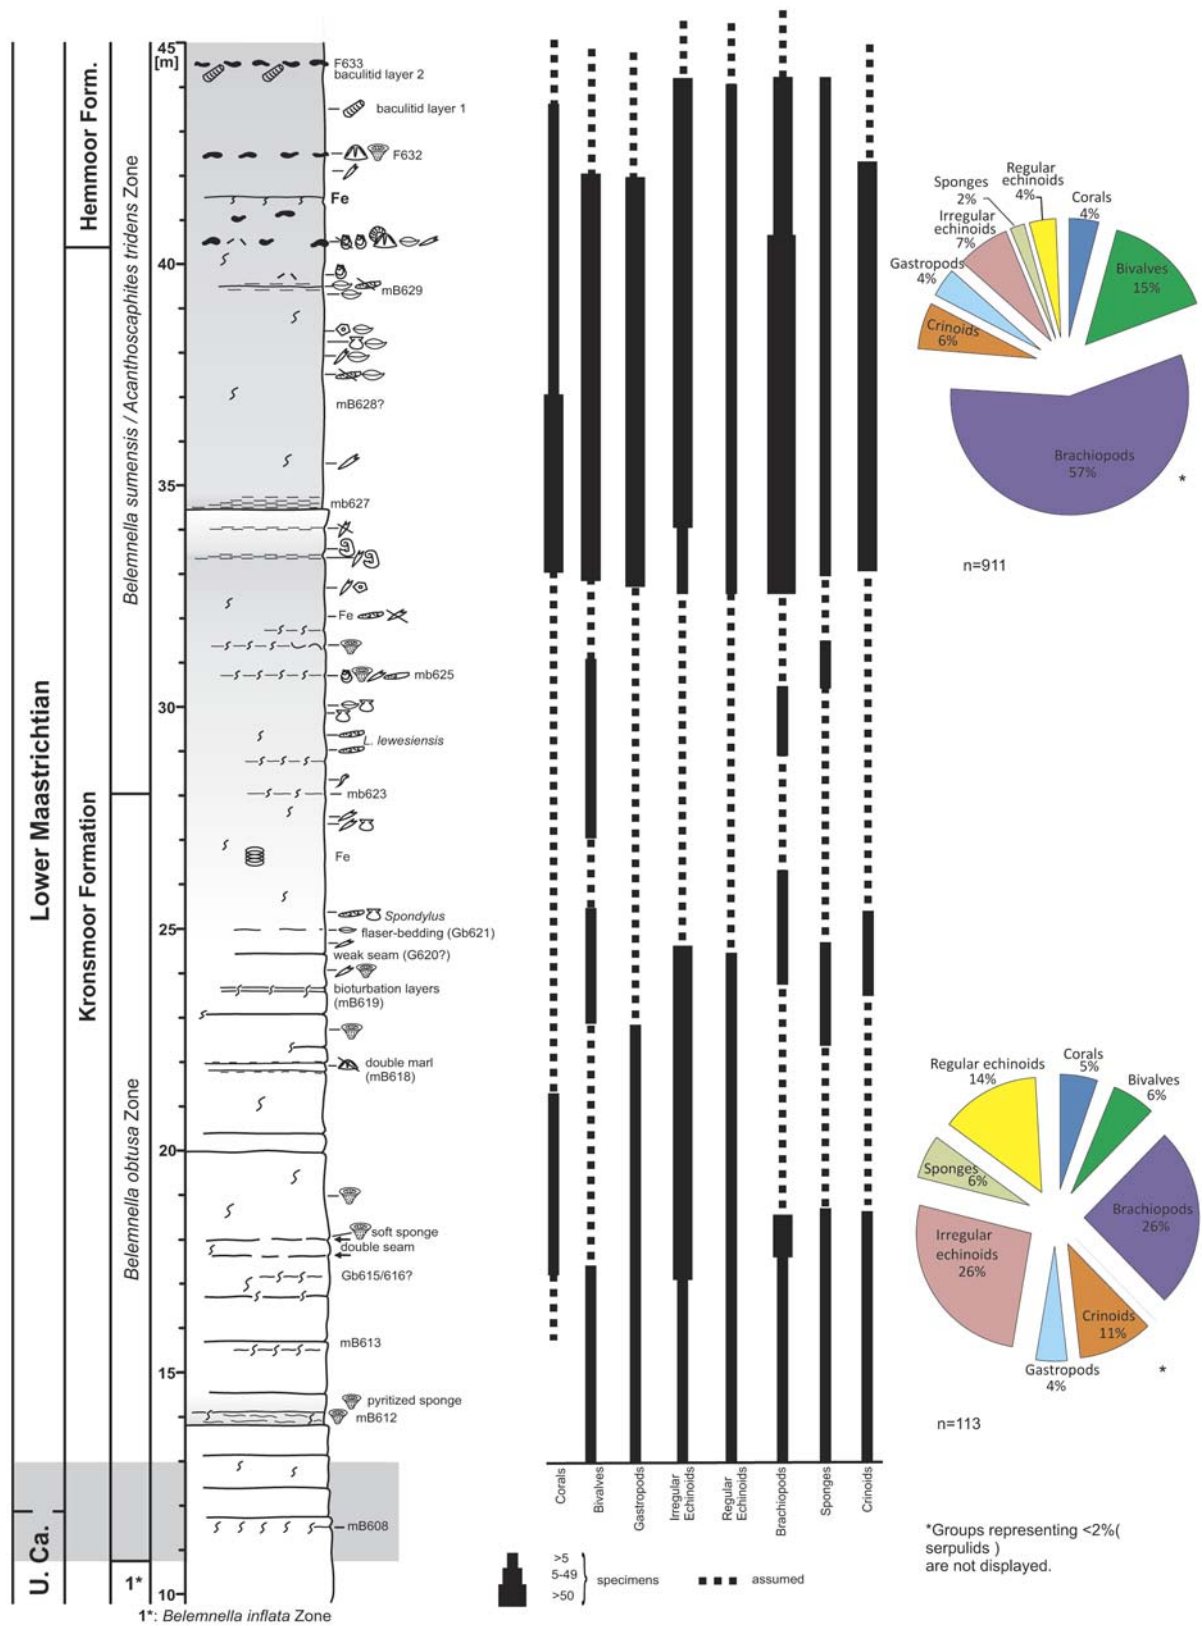 Lower Maastrichtian
U. Ca.
Hemmoor Form.
Kronsmoor Formation
Belemnella sumensis / Acanthoscaphites tridens Zone
Belemnella obtusa Zone
1*
45
[m]
40
35
30
25
20
15
10
F633
baculitid layer 2
baculitid layer 1
F632
Fe
mB629
mB628?
mb627
Fe
mb625
L. lewesiensis
mb623
Fe
Spondylus
flaser-bedding (Gb621)
weak seam (G620?)
bioturbation layers
(mB619)
double marl
(mB618)
soft sponge
double seam
Gb615/616?
mB613
pyritized sponge
mB612
mB608
1*: Belemnella inflata Zone
Corals
Bivalves
Gastropods
Irregular
Echinoids
Regular
Echinoids
Brachiopods
Sponges
Crinoids
>5
5-49
>50
specimens
assumed
Regular
echinoids
4%
Sponges
2%
Corals
4%
Irregular
echinoids
7%
Bivalves
15%
Gastropods
4%
Crinoids
6%
Brachiopods
57%
*
n=911
Regular echinoids
14%
Corals
5%
Bivalves
6%
Sponges
6%
Brachiopods
26%
Irregular
echinoids
26%
Crinoids
11%
Gastropods
4%
*
n=113
*Groups representing <2%(
serpulids )
are not displayed.